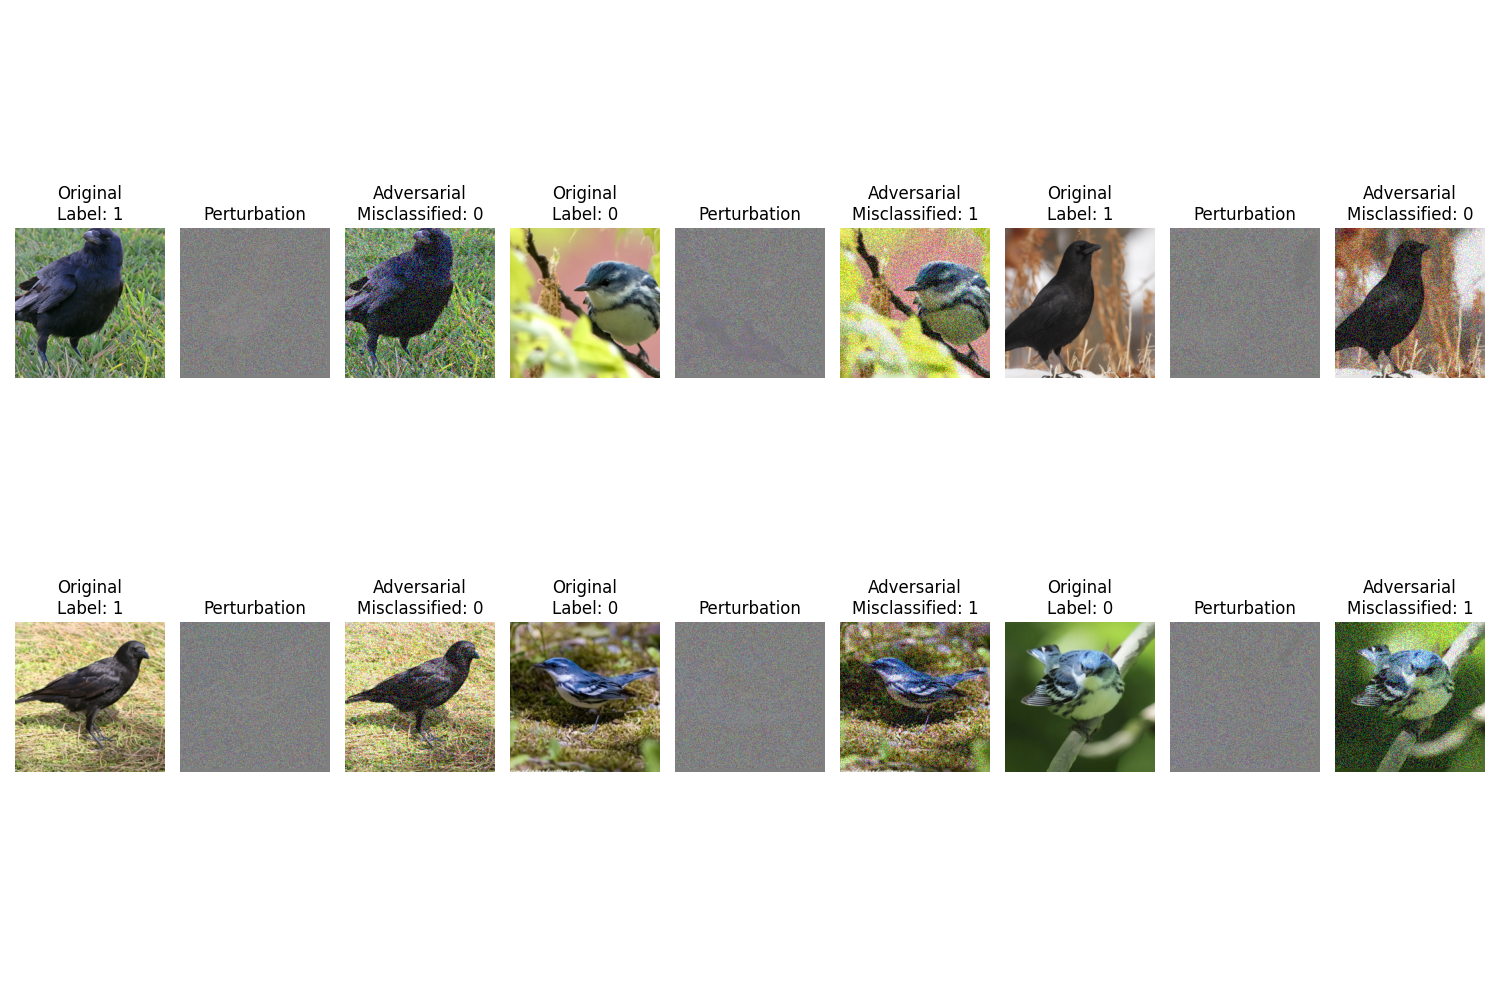 Original
Label: 1
Perturbation
Adversarial
Misclassified: 0
Original
Label: 0
Perturbation
Adversarial
Misclassified: 1
Original
Label: 1
Perturbation
Adversarial
Misclassified: 0
Original
Label: 1
Perturbation
Adversarial
Misclassified: 0
Original
Label: 0
Perturbation
Adversarial
Misclassified: 1
Original
Label: 0
Perturbation
Adversarial
Misclassified: 1